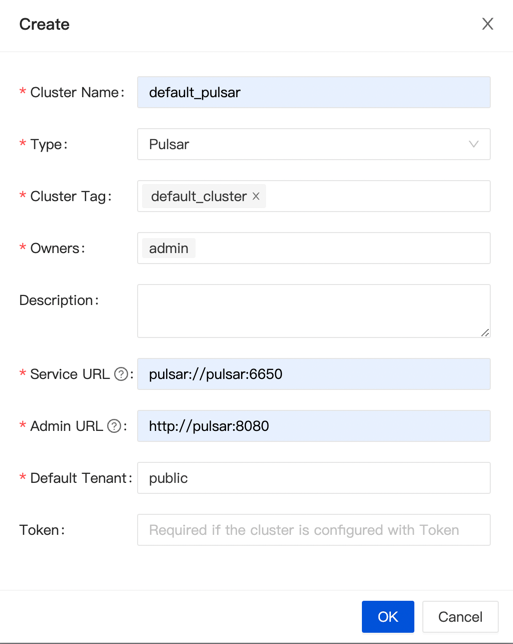 Create
* Cluster Name: default_pulsar
* Type: Pulsar
* Cluster Tag: default_cluster ×
* Owners: admin
Description:
* Service URL ?: pulsar://pulsar:6650
* Admin URL ?: http://pulsar:8080
* Default Tenant: public
Token: Required if the cluster is configured with Token
OK Cancel